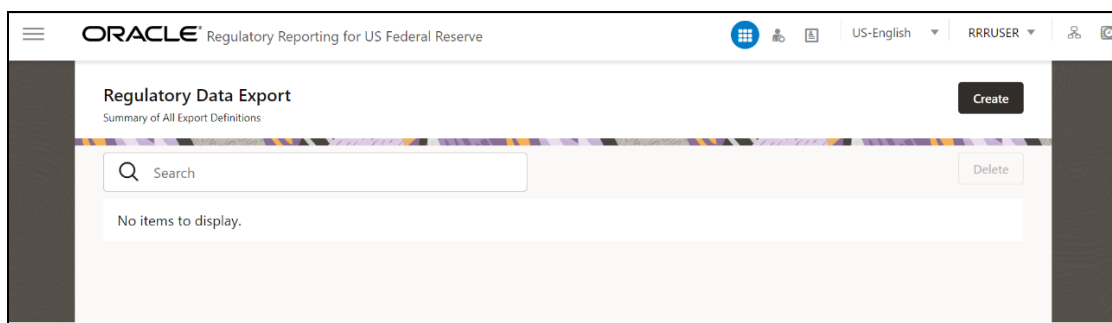 ORACLE® Regulatory Reporting for US Federal Reserve
US-English
RRRUSER
Regulatory Data Export
Create
Summary of All Export Definitions
Search
Delete
No items to display.